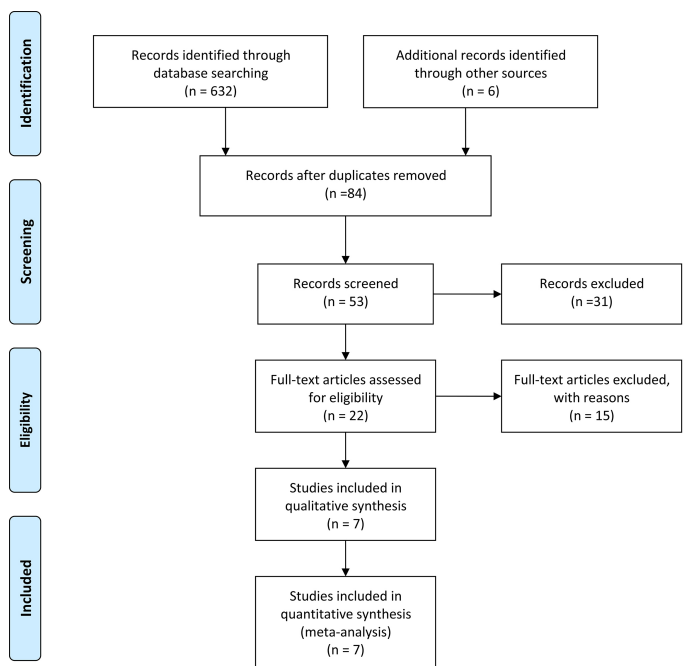 Identification
Records identified through
database searching
(n = 632)
Additional records identified
through other sources
(n = 6)
Records after duplicates removed
(n =84)
Screening
Records screened
(n = 53)
Records excluded
(n =31)
Eligibility
Full-text articles assessed
for eligibility
(n = 22)
Full-text articles excluded,
with reasons
(n = 15)
Studies included in
qualitative synthesis
(n = 7)
Included
Studies included in
quantitative synthesis
(meta-analysis)
(n = 7)